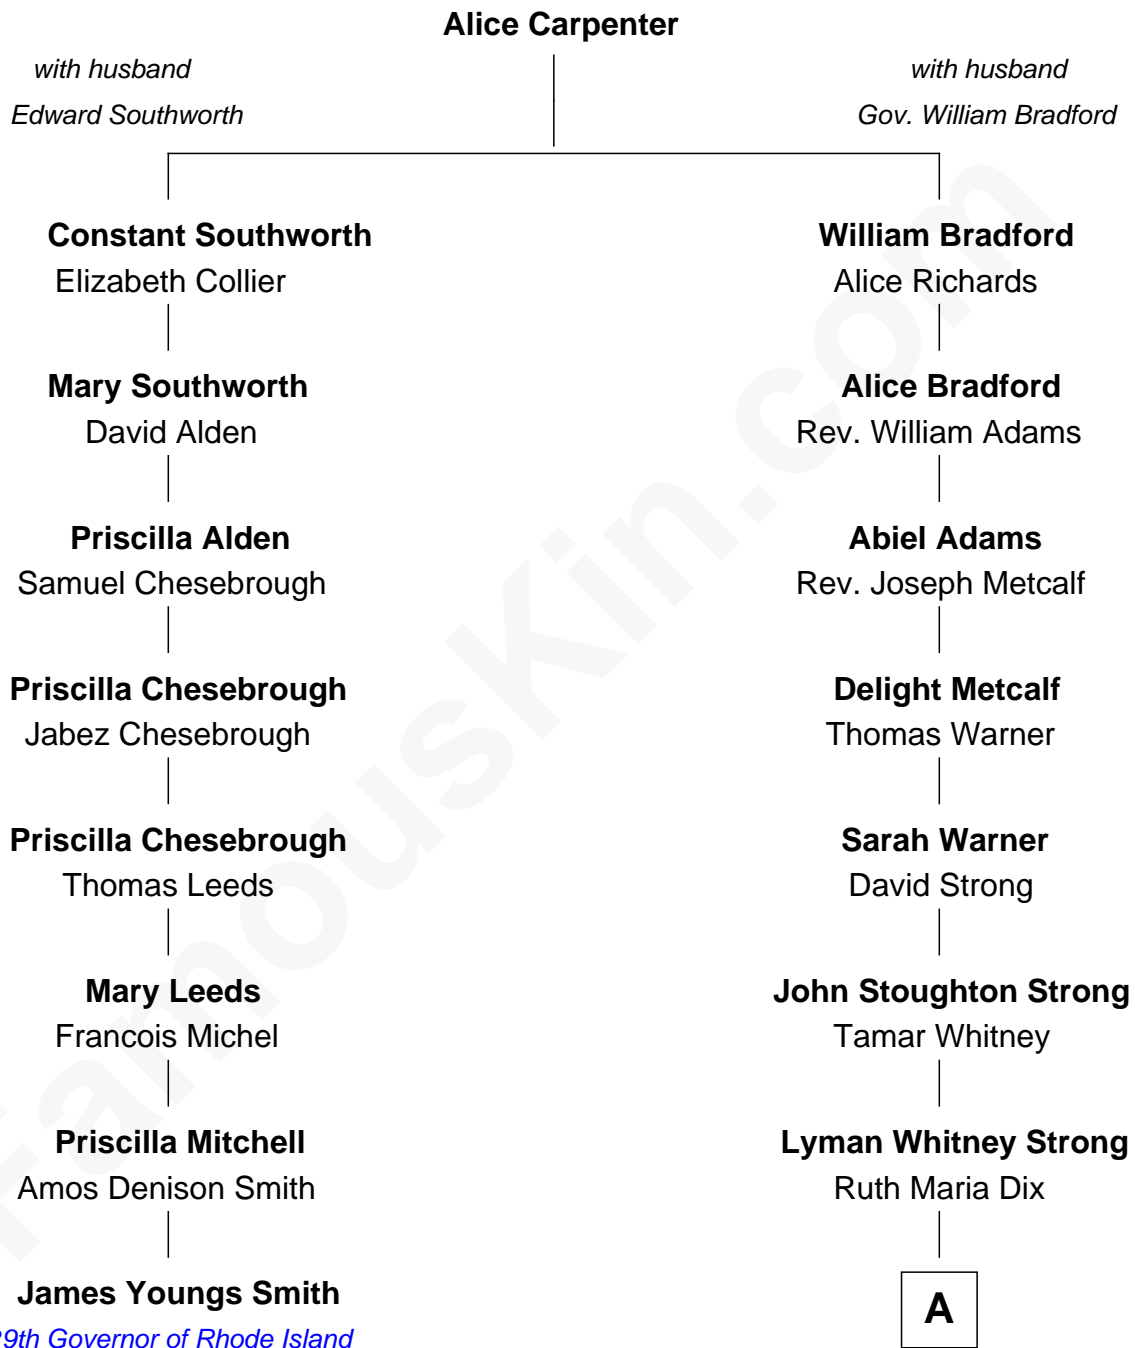 Alice Carpenter
with husband
Edward Southworth
with husband
Gov. William Bradford
Constant Southworth
Elizabeth Collier
William Bradford
Alice Richards
Mary Southworth
David Alden
Alice Bradford
Rev. William Adams
Priscilla Alden
Samuel Chesebrough
Abiel Adams
Rev. Joseph Metcalf
Priscilla Chesebrough
Jabez Chesebrough
Delight Metcalf
Thomas Warner
Priscilla Chesebrough
Thomas Leeds
Sarah Warner
David Strong
Mary Leeds
Francois Michel
John Stoughton Strong
Tamar Whitney
Priscilla Mitchell
Amos Denison Smith
Lyman Whitney Strong
Ruth Maria Dix
James Youngs Smith
9th Governor of Rhode Island
A
FamousKin.com